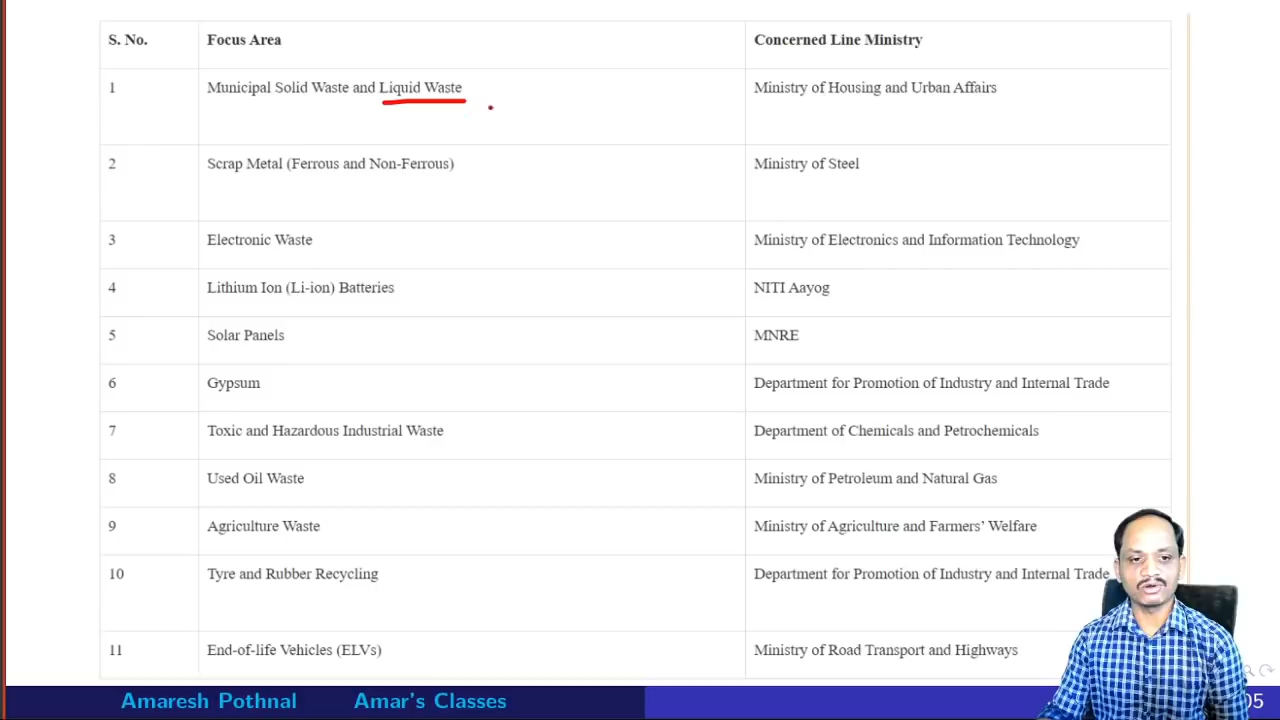 S. No. Focus Area Concerned Line Ministry
1 Municipal Solid Waste and Liquid Waste Ministry of Housing and Urban Affairs
2 Scrap Metal (Ferrous and Non-Ferrous) Ministry of Steel
3 Electronic Waste Ministry of Electronics and Information Technology
4 Lithium Ion (Li-ion) Batteries NITI Aayog
5 Solar Panels MNRE
6 Gypsum Department for Promotion of Industry and Internal Trade
7 Toxic and Hazardous Industrial Waste Department of Chemicals and Petrochemicals
8 Used Oil Waste Ministry of Petroleum and Natural Gas
9 Agriculture Waste Ministry of Agriculture and Farmers’ Welfare
10 Tyre and Rubber Recycling Department for Promotion of Industry and Internal Trade
11 End-of-life Vehicles (ELVs) Ministry of Road Transport and Highways
Amaresh Pothnal Amar's Classes